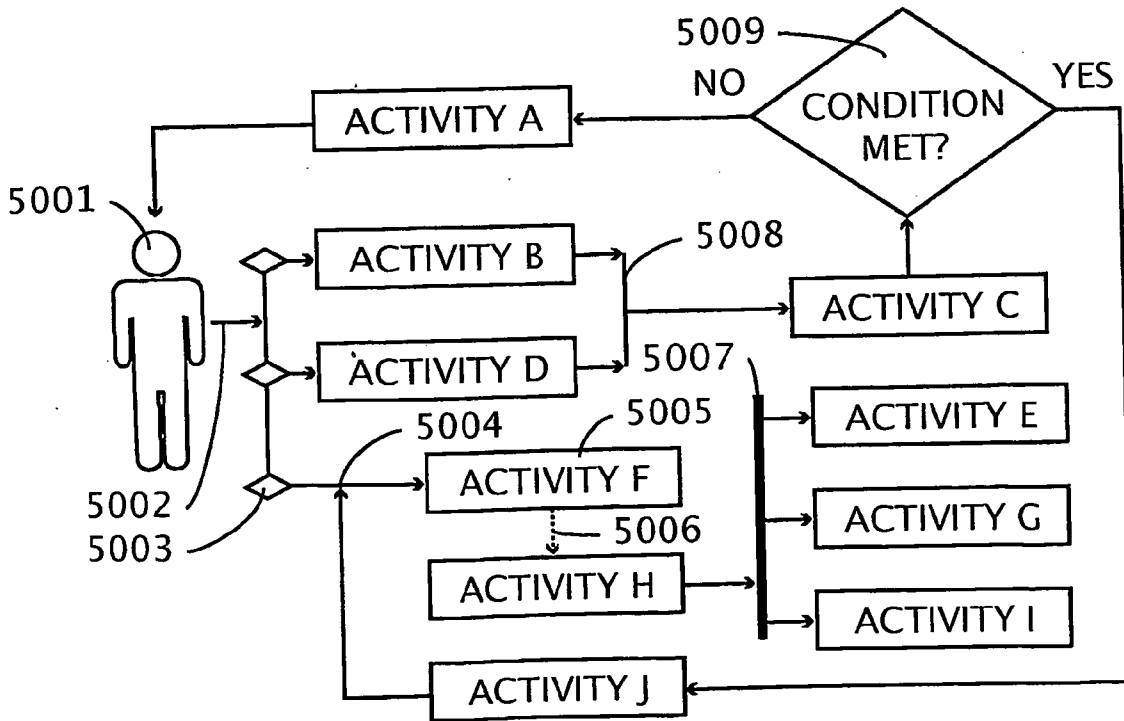 5009
NO
YES
ACTIVITY A
CONDITION
MET?
5001
5008
ACTIVITY B
ACTIVITY C
ACTIVITY D
5007
5004
5005
ACTIVITY E
ACTIVITY F
5002
5003
5006
ACTIVITY G
ACTIVITY H
ACTIVITY I
ACTIVITY J